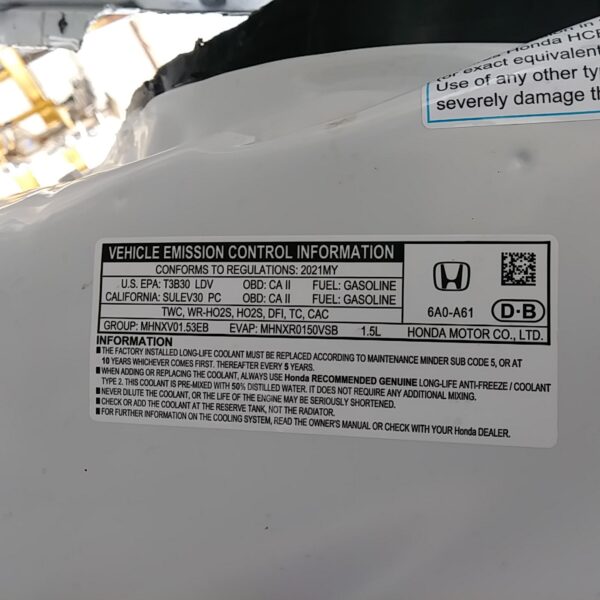 Honda HCF
or exact equivalent
Use of any other typ
severely damage th
VEHICLE EMISSION CONTROL INFORMATION
CONFORMS TO REGULATIONS: 2021MY
U.S. EPA: T3B30 LDV OBD: CA II FUEL: GASOLINE
CALIFORNIA: SULEV30 PC OBD: CA II FUEL: GASOLINE
TWC, WR-HO2S, HO2S, DFI, TC, CAC
GROUP: MHNXV01.53EB EVAP: MHNXR0150VSB 1.5L
6A0-A61 D-B
HONDA MOTOR CO., LTD.
INFORMATION
■ THE FACTORY INSTALLED LONG-LIFE COOLANT MUST BE REPLACED ACCORDING TO MAINTENANCE MINDER SUB CODE 5, OR AT
10 YEARS WHICHEVER COMES FIRST. THEREAFTER EVERY 5 YEARS.
■ WHEN ADDING OR REPLACING THE COOLANT, ALWAYS USE Honda RECOMMENDED GENUINE LONG-LIFE ANTI-FREEZE / COOLANT
TYPE 2. THIS COOLANT IS PRE-MIXED WITH 50% DISTILLED WATER. IT DOES NOT REQUIRE ANY ADDITIONAL MIXING.
■ NEVER DILUTE THE COOLANT, OR THE LIFE OF THE ENGINE MAY BE SERIOUSLY SHORTENED.
■ CHECK OR ADD THE COOLANT AT THE RESERVE TANK, NOT THE RADIATOR.
■ FOR FURTHER INFORMATION ON THE COOLING SYSTEM, READ THE OWNER'S MANUAL OR CHECK WITH YOUR Honda DEALER.